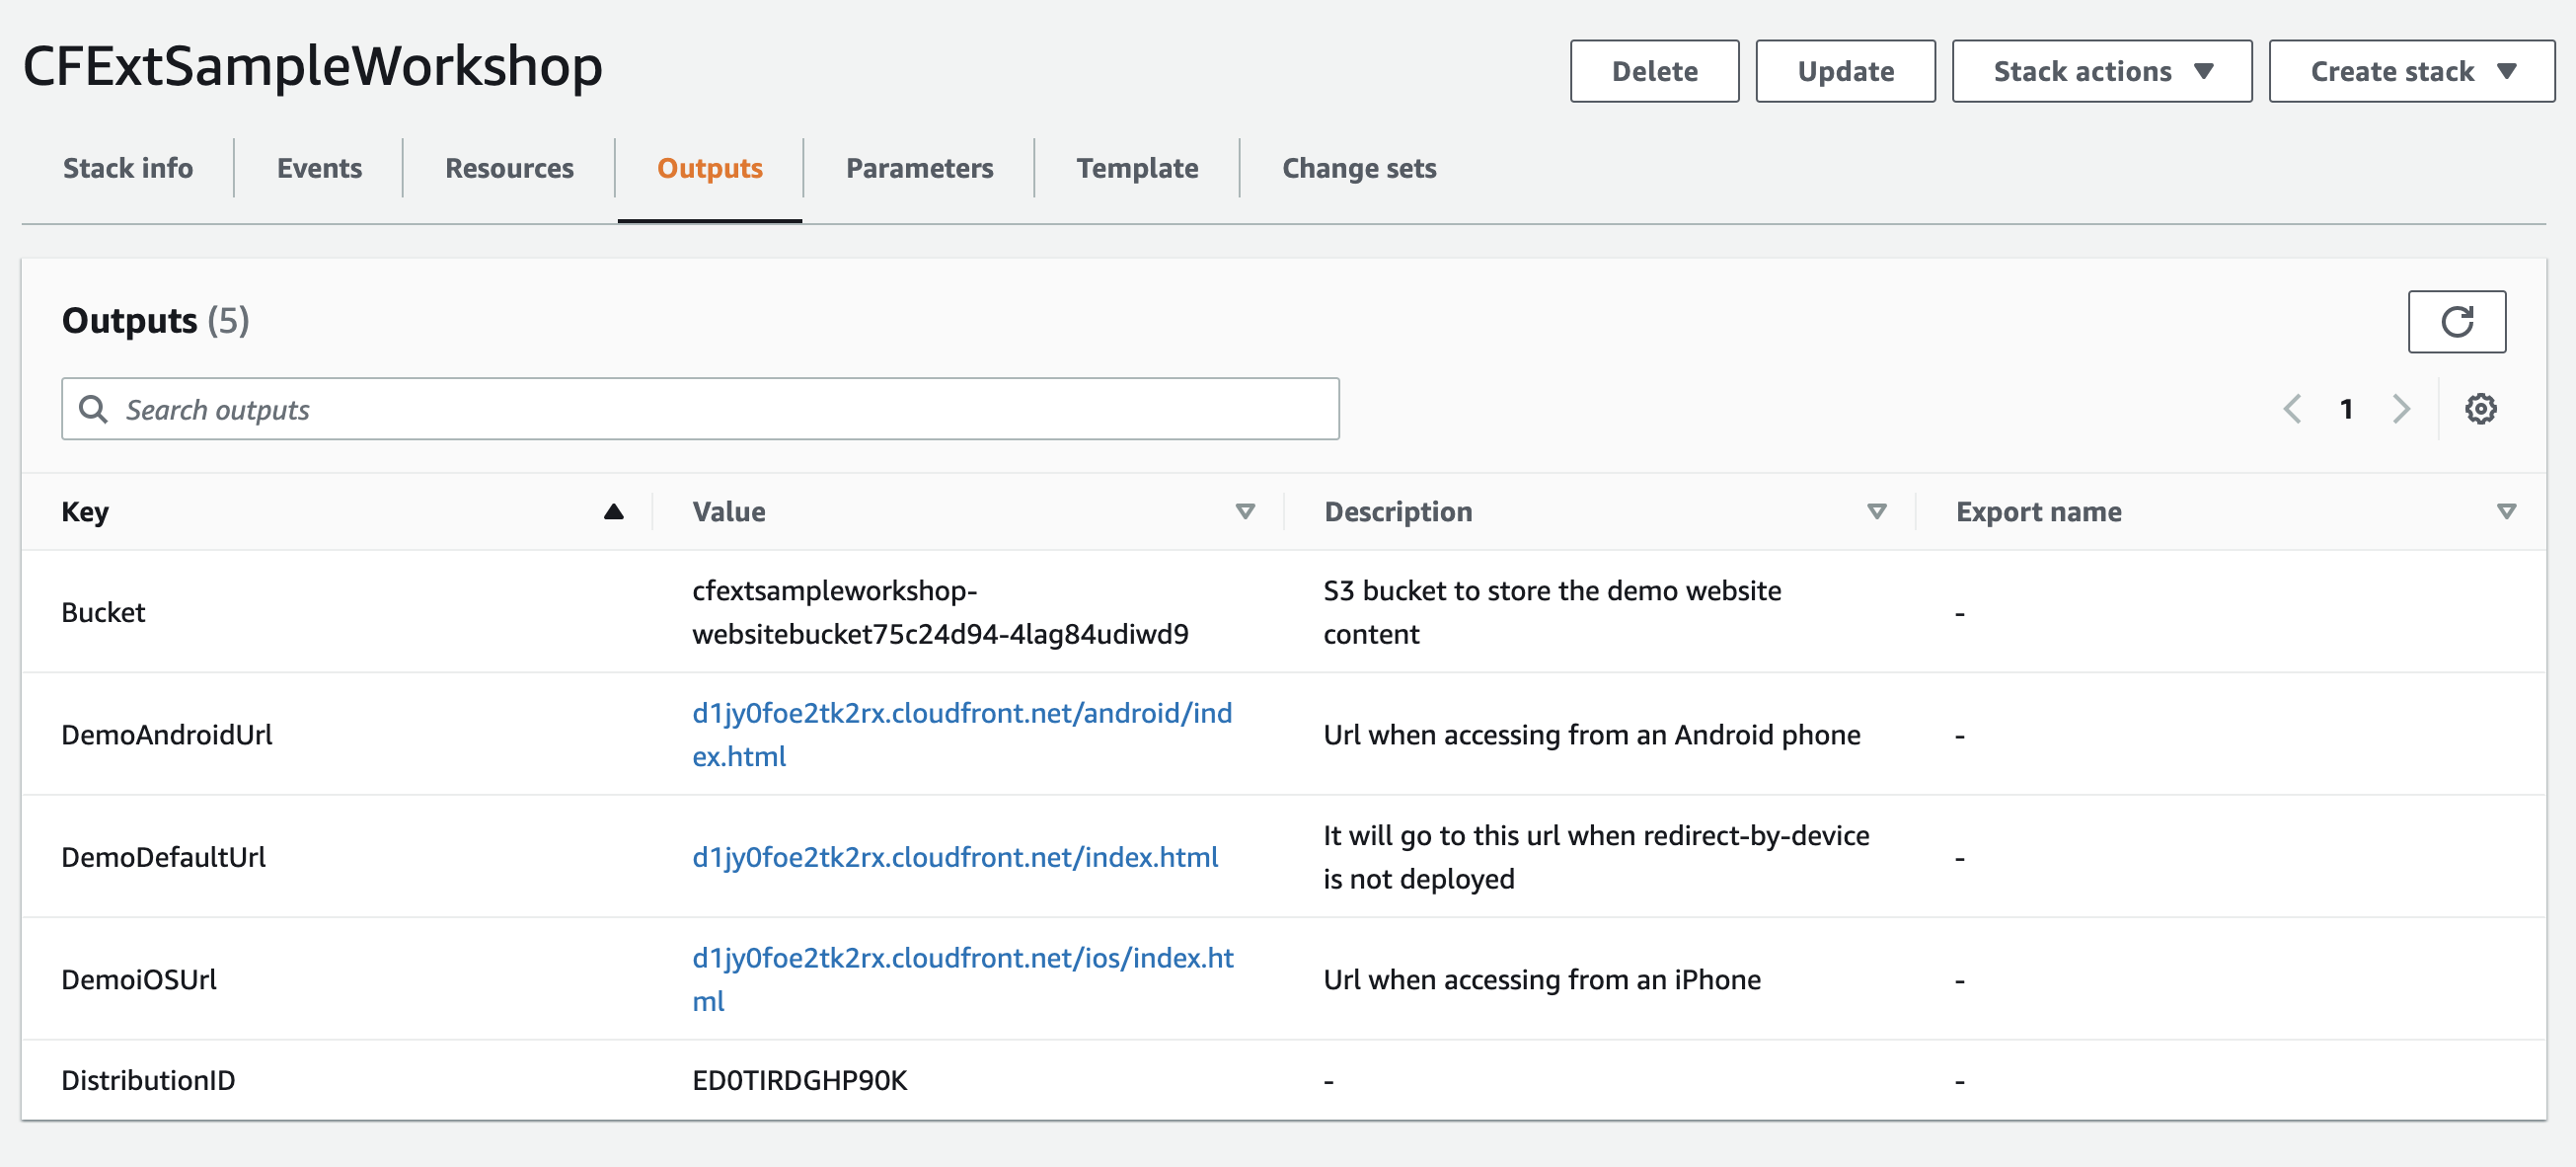 CFExtSampleWorkshop
Delete
Update
Stack actions
Create stack
Stack info
Events
Resources
Outputs
Parameters
Template
Change sets
Outputs (5)
Search outputs
1
Key
Value
Description
Export name
Bucket
cfextsampleworkshop-
websitebucket75c24d94-4lag84udiwd9
S3 bucket to store the demo website
content
-
DemoAndroidUrl
d1jy0foe2tk2rx.cloudfront.net/android/ind
ex.html
Url when accessing from an Android phone
-
DemoDefaultUrl
d1jy0foe2tk2rx.cloudfront.net/index.html
It will go to this url when redirect-by-device
is not deployed
-
DemoiOSUrl
d1jy0foe2tk2rx.cloudfront.net/ios/index.ht
ml
Url when accessing from an iPhone
-
DistributionID
ED0TIRDGHP90K
-
-